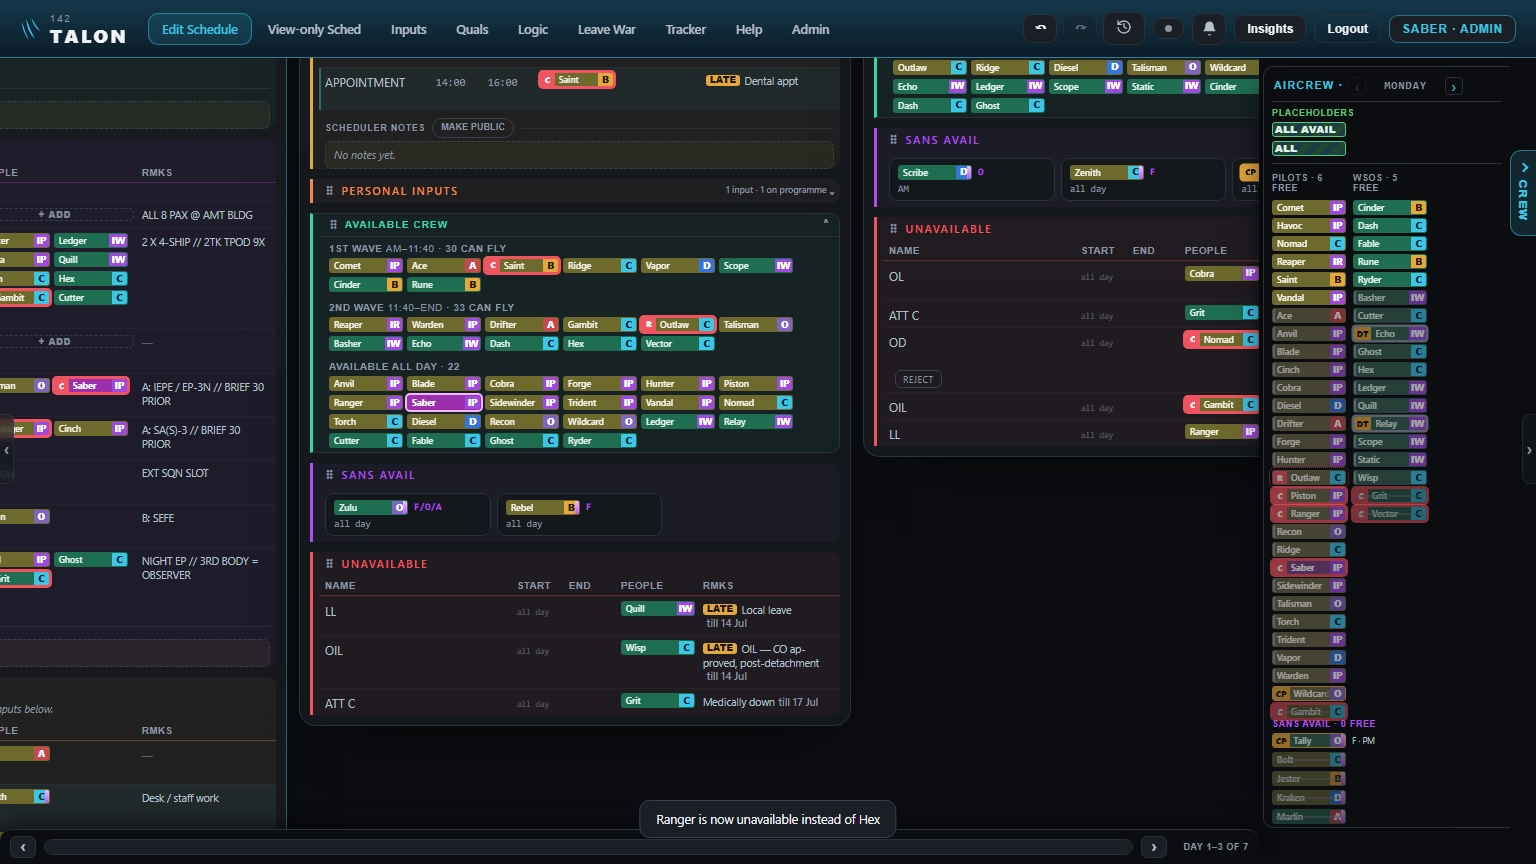 142
TALON
Edit Schedule
View-only Sched
Inputs
Quals
Logic
Leave War
Tracker
Help
Admin
Insights
Logout
SABER · ADMIN
PLE
RMKS
+ ADD
ALL 8 PAX @ AMT BLDG
IP
Ledger IW
2 X 4-SHIP // 2TK TPOD 9X
IP
Quill IW
C
Hex C
C
Cutter C
+ ADD
—
O
C Saber IP
A: IEPE / EP-3N // BRIEF 30
PRIOR
IP
Cinch IP
A: SA(S)-3 // BRIEF 30
PRIOR
EXT SQN SLOT
O
B: SEFE
IP
Ghost C
NIGHT EP // 3RD BODY =
OBSERVER
C
inputs below.
PLE
RMKS
A
—
C
Desk / staff work
APPOINTMENT
14:00
16:00
C Saint B
LATE Dental appt
SCHEDULER NOTES
MAKE PUBLIC
No notes yet.
PERSONAL INPUTS
1 input · 1 on programme
AVAILABLE CREW
1ST WAVE AM–11:40 · 30 CAN FLY
Comet IP
Ace A
C Saint B
Ridge C
Vapor D
Scope IW
Cinder B
Rune B
2ND WAVE 11:40–END · 33 CAN FLY
Reaper IR
Warden IP
Drifter A
Gambit C
R Outlaw C
Talisman O
Basher IW
Echo IW
Dash C
Hex C
Vector C
AVAILABLE ALL DAY · 22
Anvil IP
Blade IP
Cobra IP
Forge IP
Hunter IP
Piston IP
Ranger IP
Saber IP
Sidewinder IP
Trident IP
Vandal IP
Nomad C
Torch C
Diesel D
Recon O
Wildcard O
Ledger IW
Relay IW
Cutter C
Fable C
Ghost C
Ryder C
SANS AVAIL
Zulu O F/O/A
all day
Rebel B F
all day
UNAVAILABLE
NAME
START
END
PEOPLE
RMKS
LL
all day
Quill IW
LATE Local leave
till 14 Jul
OIL
all day
Wisp C
LATE OIL — CO ap-
proved, post-detachment
till 14 Jul
ATT C
all day
Grit C
Medically down till 17 Jul
Outlaw C
Ridge C
Diesel D
Talisman O
Wildcard
Echo IW
Ledger IW
Scope IW
Static IW
Cinder
Dash C
Ghost C
SANS AVAIL
Scribe D O
AM
Zenith C F
all day
CP
all
UNAVAILABLE
NAME
START
END
PEOPLE
OL
all day
Cobra IP
ATT C
all day
Grit C
OD
all day
C Nomad C
REJECT
OIL
all day
C Gambit C
LL
all day
Ranger IP
AIRCREW ·
MONDAY
PLACEHOLDERS
ALL AVAIL
ALL
PILOTS · 6
FREE
WSOS · 5
FREE
Comet IP
Cinder B
Havoc IP
Dash C
Nomad C
Fable C
Reaper IR
Rune B
Saint B
Ryder C
Vandal IP
Basher IW
Ace A
Cutter C
Anvil IP
DT Echo IW
Blade IP
Ghost C
Cinch IP
Hex C
Cobra IP
Ledger IW
Diesel D
Quill IW
Drifter A
DT Relay IW
Forge IP
Scope IW
Hunter IP
Static IW
R Outlaw C
Wisp C
C Piston IP
C Grit C
C Ranger IP
C Vector C
Recon O
Ridge C
C Saber IP
Sidewinder IP
Talisman O
Torch C
Trident IP
Vapor D
Warden IP
CP Wildcard O
C Gambit C
SANS AVAIL · 0 FREE
CP Tally O F · PM
Bolt C
Jester B
Kraken D
Marlin A
CREW
Ranger is now unavailable instead of Hex
DAY 1–3 OF 7